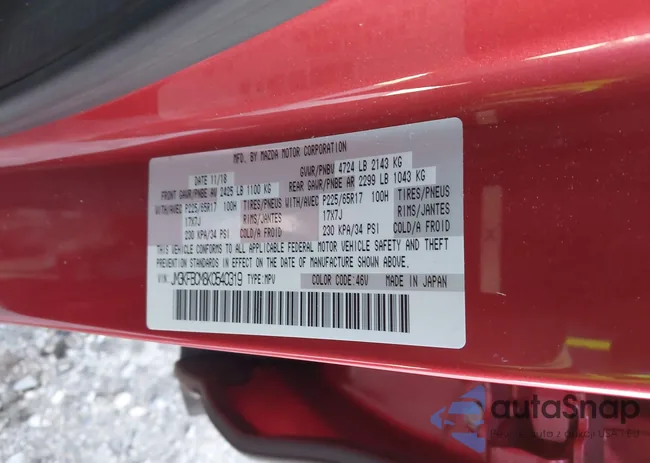 MFD. BY MAZDA MOTOR CORPORATION
DATE 11/18 GVWR/PNBV 4724 LB 2143 KG
FRONT GAWR/PNBE AV 2425 LB 1100 KG REAR GAWR/PNBE AR 2299 LB 1043 KG
WITH/AVEC P225/65R17 100H TIRES/PNEUS WITH/AVEC P225/65R17 100H TIRES/PNEUS
17X7J RIMS/JANTES 17X7J RIMS/JANTES
230 KPA/34 PSI COLD/A FROID 230 KPA/34 PSI COLD/A FROID
THIS VEHICLE CONFORMS TO ALL APPLICABLE FEDERAL MOTOR VEHICLE SAFETY AND THEFT
PREVENTION STANDARDS IN EFFECT ON THE DATE OF MANUFACTURE SHOWN ABOVE.
VIN: JM3KFBCM8K0540319 TYPE:MPV COLOR CODE:46V MADE IN JAPAN
autaSnap